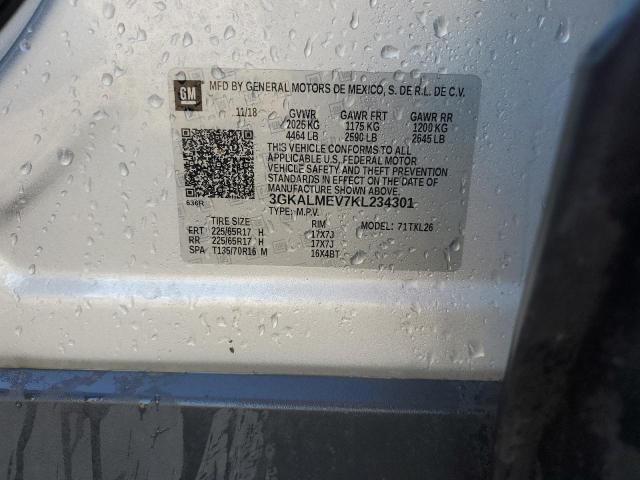 GM MFD BY GENERAL MOTORS DE MEXICO, S. DE R.L. DE C.V.
11/18 GVWR GAWR FRT GAWR RR
2025 KG 1175 KG 1200 KG
4464 LB 2590 LB 2645 LB
THIS VEHICLE CONFORMS TO ALL
APPLICABLE U.S. FEDERAL MOTOR
VEHICLE SAFETY AND THEFT PREVENTION
STANDARDS IN EFFECT ON THE DATE OF
MANUFACTURE SHOWN ABOVE.
636R 3GKALMEV7KL234301
TYPE: M.P.V.
TIRE SIZE RIM MODEL: 71TXL26
FRT 225/65R17 H 17X7J
RR 225/65R17 H 17X7J
SPA T135/70R16 M 16X4BT